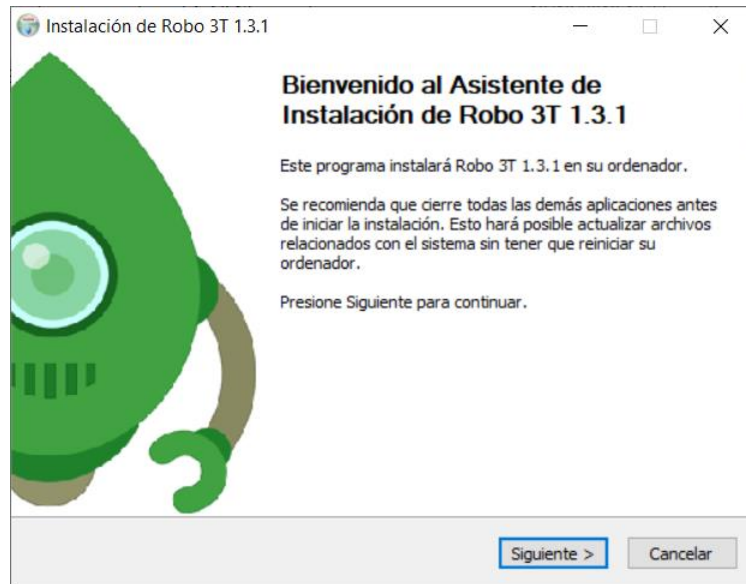 Instalación de Robo 3T 1.3.1
Bienvenido al Asistente de
Instalación de Robo 3T 1.3.1
Este programa instalará Robo 3T 1.3.1 en su ordenador.
Se recomienda que cierre todas las demás aplicaciones antes
de iniciar la instalación. Esto hará posible actualizar archivos
relacionados con el sistema sin tener que reiniciar su
ordenador.
Presione Siguiente para continuar.
Siguiente > Cancelar